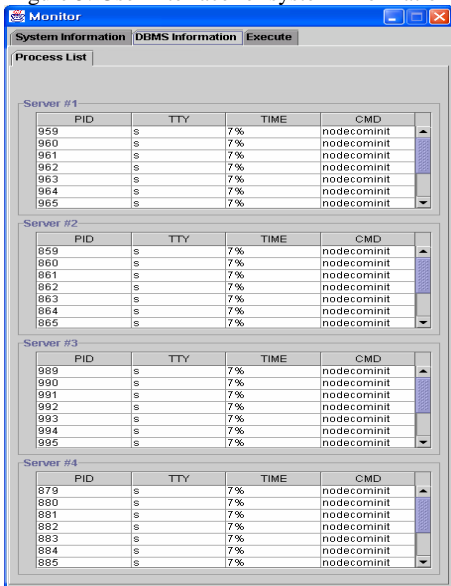 Monitor
System Information DBMS Information Execute
Process List
Server #1
PID TTY TIME CMD
959 s 7% nodecominit
960 s 7% nodecominit
961 s 7% nodecominit
962 s 7% nodecominit
963 s 7% nodecominit
964 s 7% nodecominit
965 s 7% nodecominit
Server #2
PID TTY TIME CMD
859 s 7% nodecominit
860 s 7% nodecominit
861 s 7% nodecominit
862 s 7% nodecominit
863 s 7% nodecominit
864 s 7% nodecominit
865 s 7% nodecominit
Server #3
PID TTY TIME CMD
989 s 7% nodecominit
990 s 7% nodecominit
991 s 7% nodecominit
992 s 7% nodecominit
993 s 7% nodecominit
994 s 7% nodecominit
995 s 7% nodecominit
Server #4
PID TTY TIME CMD
879 s 7% nodecominit
880 s 7% nodecominit
881 s 7% nodecominit
882 s 7% nodecominit
883 s 7% nodecominit
884 s 7% nodecominit
885 s 7% nodecominit